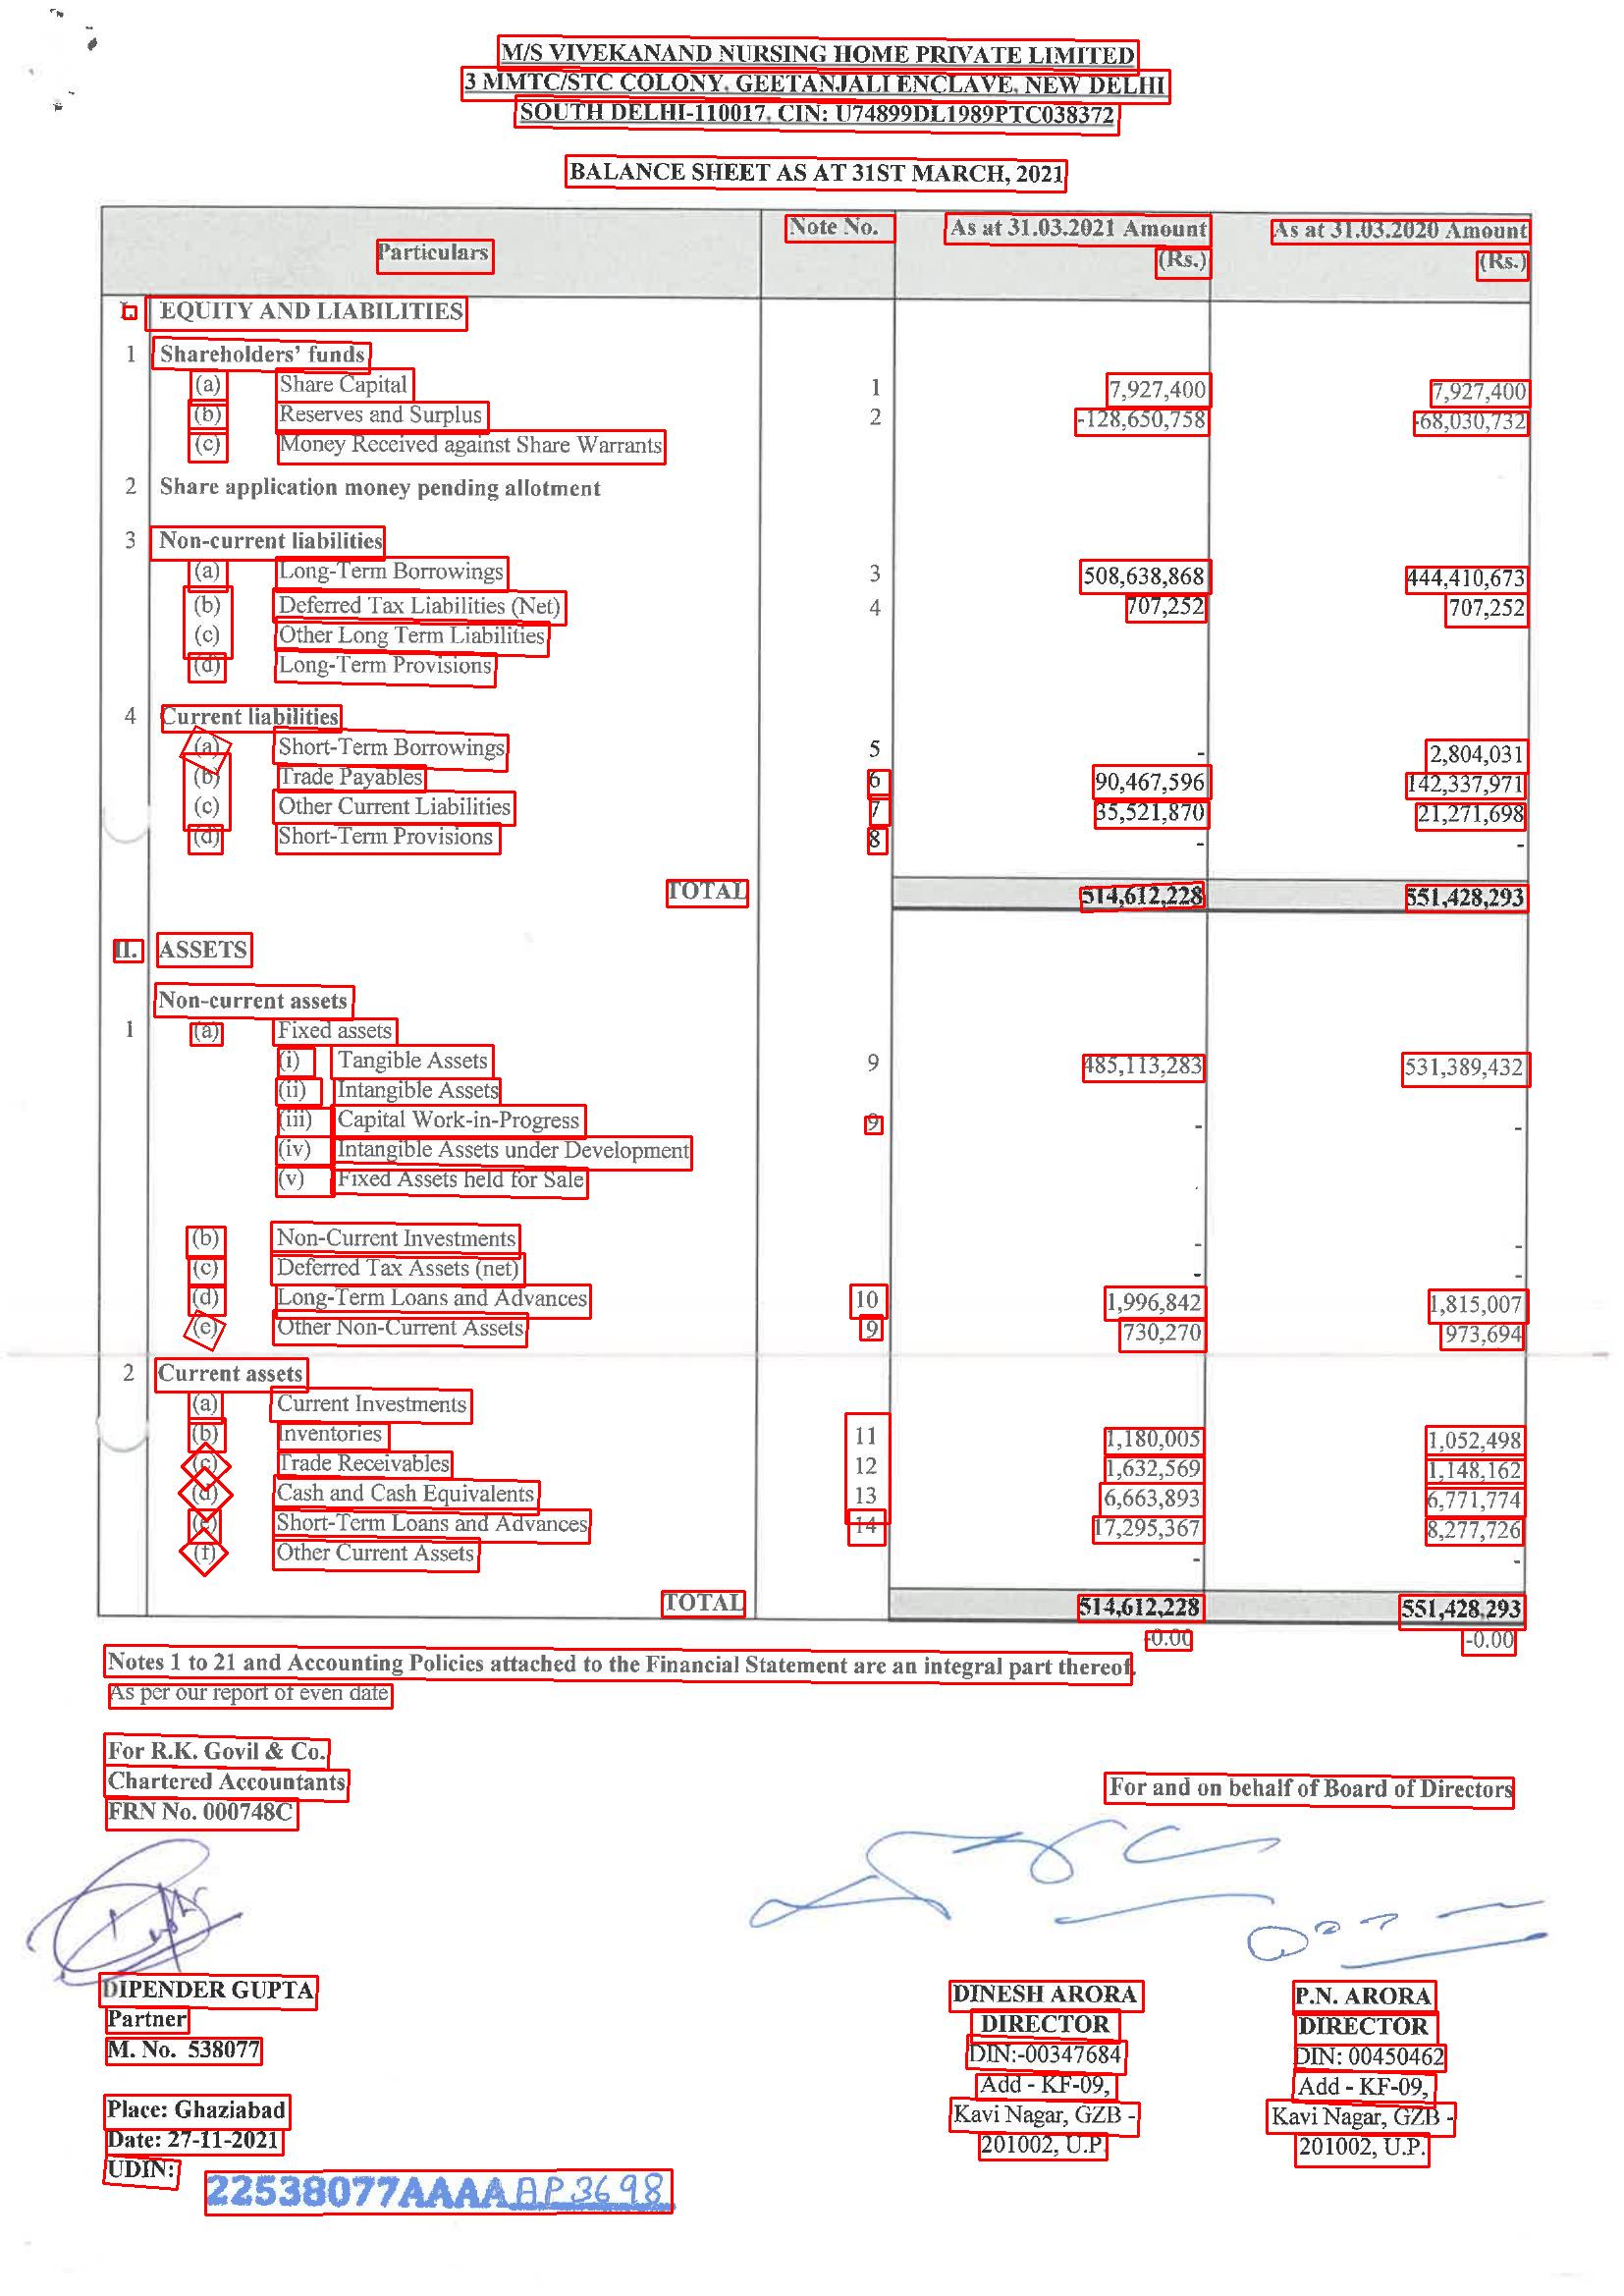 M/S VIVEKANAND NURSING HOME PRIVATE LIMITED
3 MMTC/STC COLONY, GEETANJALI ENCLAVE, NEW DELHI
SOUTH DELHI-110017, CIN: U74899DL1989PTC038372
BALANCE SHEET AS AT 31ST MARCH, 2021
Particulars Note No. As at 31.03.2021 Amount (Rs.) As at 31.03.2020 Amount (Rs.)
I. EQUITY AND LIABILITIES
1 Shareholders' funds
(a) Share Capital 1 7,927,400 7,927,400
(b) Reserves and Surplus 2 -128,650,758 -68,030,732
(c) Money Received against Share Warrants
2 Share application money pending allotment
3 Non-current liabilities
(a) Long-Term Borrowings 3 508,638,868 444,410,673
(b) Deferred Tax Liabilities (Net) 4 707,252 707,252
(c) Other Long Term Liabilities
(d) Long-Term Provisions
4 Current liabilities
(a) Short-Term Borrowings 5 - 2,804,031
(b) Trade Payables 6 90,467,596 142,337,971
(c) Other Current Liabilities 7 35,521,870 21,271,698
(d) Short-Term Provisions 8 - -
TOTAL 514,612,228 551,428,293
II. ASSETS
Non-current assets
1 (a) Fixed assets
(i) Tangible Assets 9 485,113,283 531,389,432
(ii) Intangible Assets
(iii) Capital Work-in-Progress 9 - -
(iv) Intangible Assets under Development
(v) Fixed Assets held for Sale
(b) Non-Current Investments - -
(c) Deferred Tax Assets (net) - -
(d) Long-Term Loans and Advances 10 1,996,842 1,815,007
(e) Other Non-Current Assets 9 730,270 973,694
2 Current assets
(a) Current Investments
(b) Inventories 11 1,180,005 1,052,498
(c) Trade Receivables 12 1,632,569 1,148,162
(d) Cash and Cash Equivalents 13 6,663,893 6,771,774
(e) Short-Term Loans and Advances 14 17,295,367 8,277,726
(f) Other Current Assets - -
TOTAL 514,612,228 551,428,293
-0.00 -0.00
Notes 1 to 21 and Accounting Policies attached to the Financial Statement are an integral part thereof.
As per our report of even date
For R.K. Govil & Co.
Chartered Accountants
FRN No. 000748C
For and on behalf of Board of Directors
DIPENDER GUPTA
Partner
M. No. 538077
Place: Ghaziabad
Date: 27-11-2021
UDIN: 22538077AAAAAP3698
DINESH ARORA
DIRECTOR
DIN:-00347684
Add - KF-09,
Kavi Nagar, GZB -
201002, U.P.
P.N. ARORA
DIRECTOR
DIN: 00450462
Add - KF-09,
Kavi Nagar, GZB -
201002, U.P.